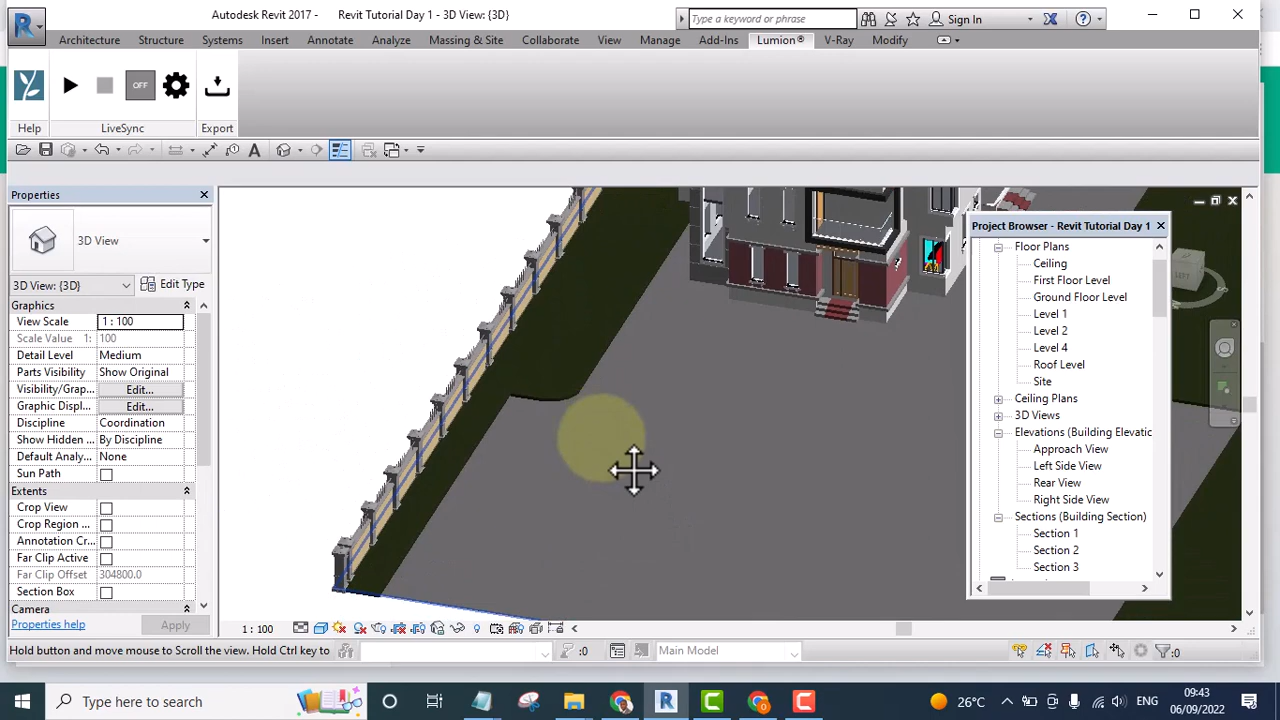 Autodesk Revit 2017 - Revit Tutorial Day 1 - 3D View: {3D}
Type a keyword or phrase
Sign In
Architecture Structure Systems Insert Annotate Analyze Massing & Site Collaborate View Manage Add-Ins Lumion® V-Ray Modify
OFF
Help LiveSync Export
Properties
3D View
3D View: {3D} Edit Type
Graphics
View Scale 1 : 100
Scale Value 1: 100
Detail Level Medium
Parts Visibility Show Original
Visibility/Grap... Edit...
Graphic Displ... Edit...
Discipline Coordination
Show Hidden ... By Discipline
Default Analy... None
Sun Path
Extents
Crop View
Crop Region ...
Annotation Cr...
Far Clip Active
Far Clip Offset 304800.0
Section Box
Camera
Properties help Apply
Project Browser - Revit Tutorial Day 1
Floor Plans
Ceiling
First Floor Level
Ground Floor Level
Level 1
Level 2
Level 4
Roof Level
Site
Ceiling Plans
3D Views
Elevations (Building Elevatic
Approach View
Left Side View
Rear View
Right Side View
Sections (Building Section)
Section 1
Section 2
Section 3
1 : 100
Hold button and move mouse to Scroll the view. Hold Ctrl key to
:0
Main Model
:0
Type here to search
26°C
ENG
09:43
06/09/2022